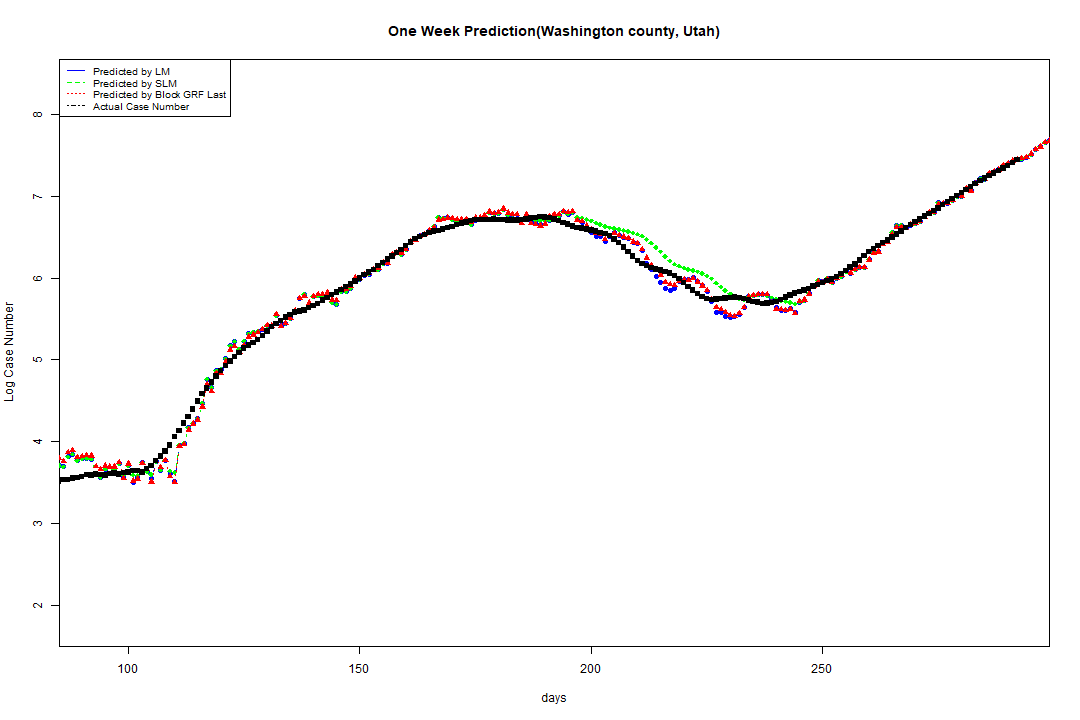 One Week Prediction(Washington county, Utah)
Predicted by LM
Predicted by SLM
Predicted by Block GRF Last
Actual Case Number
8
7
6
5
4
3
2
Log Case Number
100 150 200 250
days